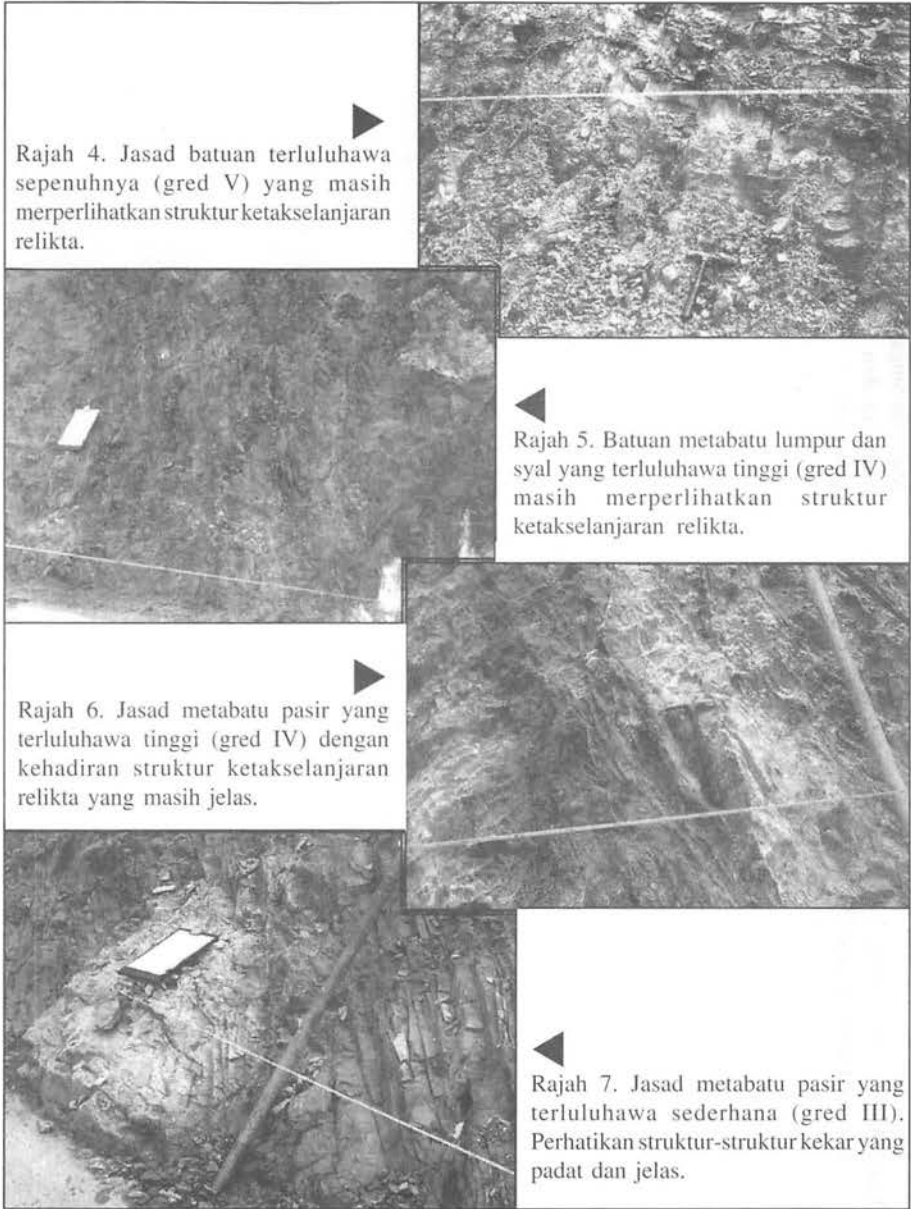 Rajah 4. Jasad batuan terluluhawa
sepenuhnya (gred V) yang masih
merperlihatkan struktur ketakselanjaran
relikta.
Rajah 5. Batuan metabatu lumpur dan
syal yang terluluhawa tinggi (gred IV)
masih merperlihatkan struktur
ketakselanjaran relikta.
Rajah 6. Jasad metabatu pasir yang
terluluhawa tinggi (gred IV) dengan
kehadiran struktur ketakselanjaran
relikta yang masih jelas.
Rajah 7. Jasad metabatu pasir yang
terluluhawa sederhana (gred III).
Perhatikan struktur-struktur kekar yang
padat dan jelas.